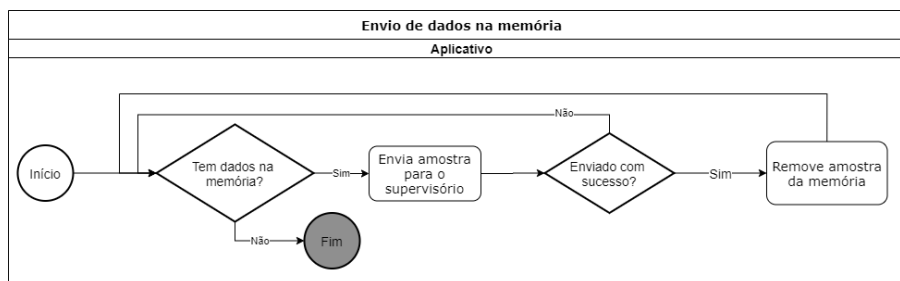 Envio de dados na memória
Aplicativo
Não
Início
Tem dados na
memória?
Sim
Envia amostra
para o
supervisório
Enviado com
sucesso?
Sim
Remove amostra
da memória
Não
Fim